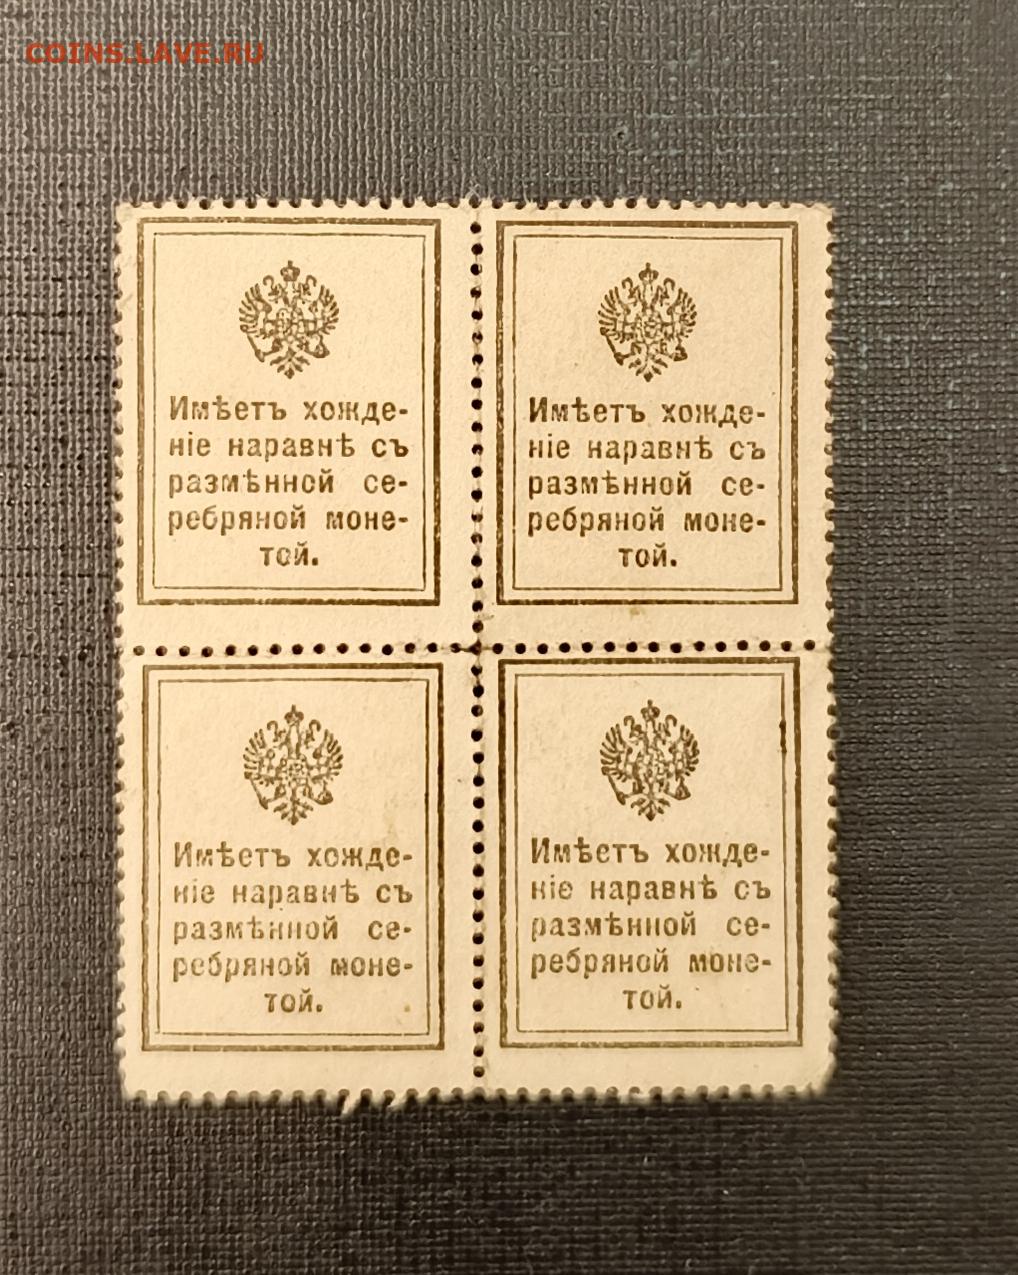 COINS.LAVE.RU
Имѣетъ хожде-
ніе наравнѣ съ
размѣнной се-
ребряной моне-
той.
Имѣетъ хожде-
ніе наравнѣ съ
размѣнной се-
ребряной моне-
той.
Имѣетъ хожде-
ніе наравнѣ съ
размѣнной се-
ребряной моне-
той.
Имѣетъ хожде-
ніе наравнѣ съ
размѣнной се-
ребряной моне-
той.